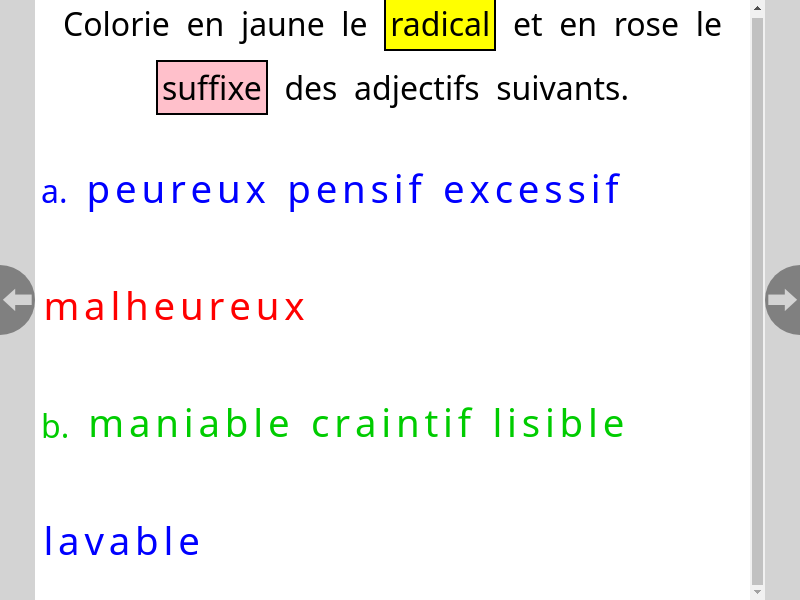 Colorie en jaune le radical et en rose le
suffixe des adjectifs suivants.
a. peureux pensif excessif
malheureux
b. maniable craintif lisible
lavable